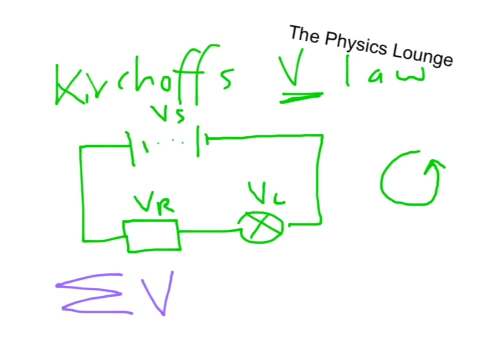 The Physics Lounge
Kirchoffs V law
Vs
VR VL
ΣV